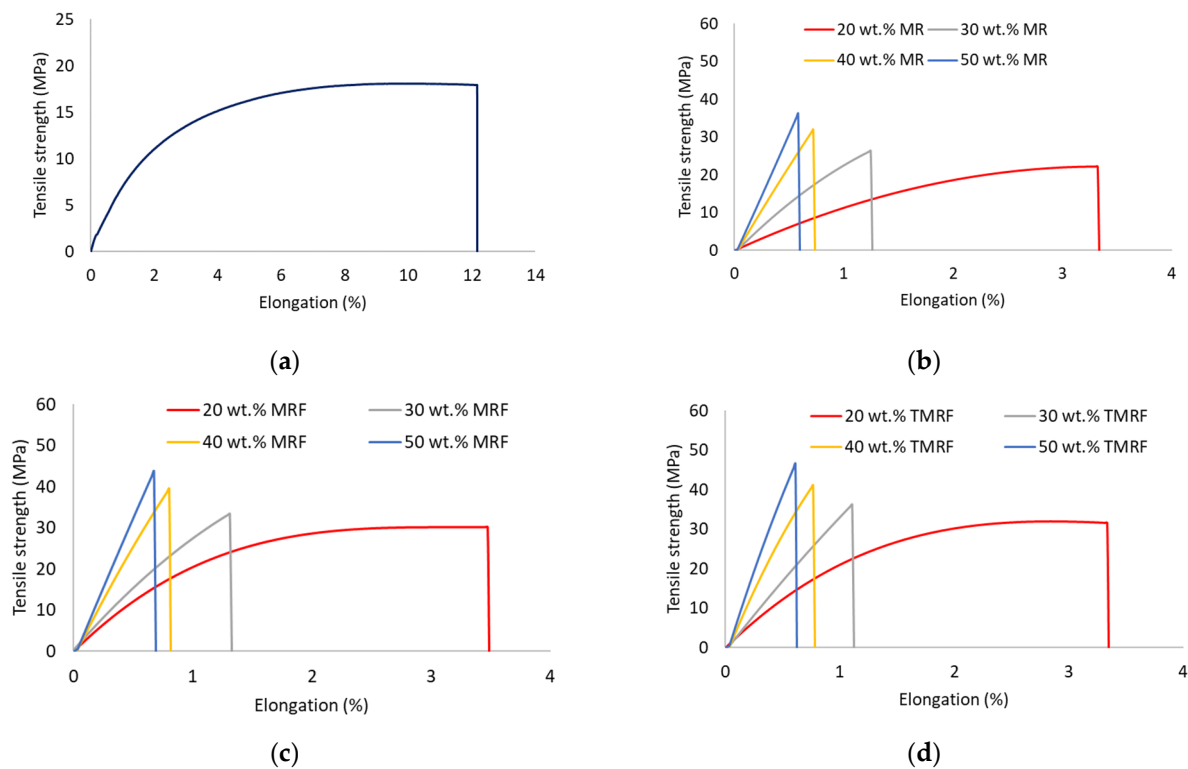 Tensile strength (MPa)
25
20
15
10
5
0
0 2 4 6 8 10 12 14
Elongation (%)
(a)
Tensile strength (MPa)
20 wt.% MR 30 wt.% MR
40 wt.% MR 50 wt.% MR
60
50
40
30
20
10
0
0 1 2 3 4
Elongation (%)
(b)
Tensile strength (MPa)
20 wt.% MRF 30 wt.% MRF
40 wt.% MRF 50 wt.% MRF
60
50
40
30
20
10
0
0 1 2 3 4
Elongation (%)
(c)
Tensile strength (MPa)
20 wt.% TMRF 30 wt.% TMRF
40 wt.% TMRF 50 wt.% TMRF
60
50
40
30
20
10
0
0 1 2 3 4
Elongation (%)
(d)